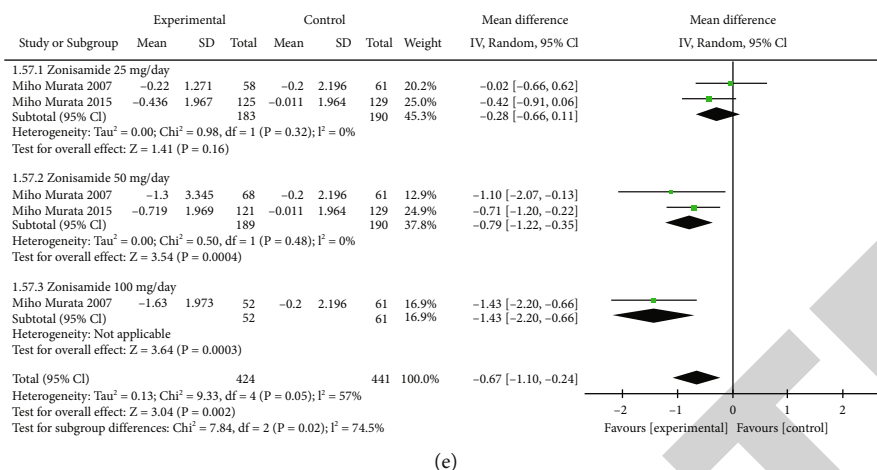 Experimental Control Mean difference Mean difference
Study or Subgroup Mean SD Total Mean SD Total Weight IV, Random, 95% Cl IV, Random, 95% Cl
1.57.1 Zonisamide 25 mg/day
Miho Murata 2007 −0.22 1.271 58 −0.2 2.196 61 20.2% −0.02 [−0.66, 0.62]
Miho Murata 2015 −0.436 1.967 125 −0.011 1.964 129 25.0% −0.42 [−0.91, 0.06]
Subtotal (95% Cl) 183 190 45.3% −0.28 [−0.66, 0.11]
Heterogeneity: Tau² = 0.00; Chi² = 0.98, df = 1 (P = 0.32); l² = 0%
Test for overall effect: Z = 1.41 (P = 0.16)
1.57.2 Zonisamide 50 mg/day
Miho Murata 2007 −1.3 3.345 68 −0.2 2.196 61 12.9% −1.10 [−2.07, −0.13]
Miho Murata 2015 −0.719 1.969 121 −0.011 1.964 129 24.9% −0.71 [−1.20, −0.22]
Subtotal (95% Cl) 189 190 37.8% −0.79 [−1.22, −0.35]
Heterogeneity: Tau² = 0.00; Chi² = 0.50, df = 1 (P = 0.48); l² = 0%
Test for overall effect: Z = 3.54 (P = 0.0004)
1.57.3 Zonisamide 100 mg/day
Miho Murata 2007 −1.63 1.973 52 −0.2 2.196 61 16.9% −1.43 [−2.20, −0.66]
Subtotal (95% Cl) 52 61 16.9% −1.43 [−2.20, −0.66]
Heterogeneity: Not applicable
Test for overall effect: Z = 3.64 (P = 0.0003)
Total (95% Cl) 424 441 100.0% −0.67 [−1.10, −0.24]
Heterogeneity: Tau² = 0.13; Chi² = 9.33, df = 4 (P = 0.05); l² = 57%
Test for overall effect: Z = 3.04 (P = 0.002)
Test for subgroup differences: Chi² = 7.84, df = 2 (P = 0.02); l² = 74.5%
−2 −1 0 1 2
Favours [experimental] Favours [control]
(e)